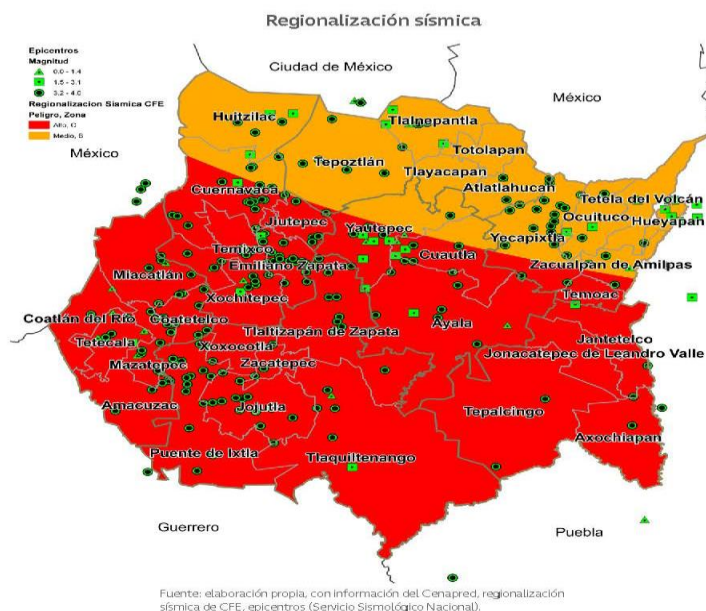 Regionalización sísmica
Epicentros
Magnitud
0.0 - 1.4
1.5 - 3.1
3.2 - 4.0
Regionalizacion Sismica CFE
Peligro, Zona
Alto, C
Medio, B
Ciudad de México
México
México
Huitzilac
Tlalnepantla
Totolapan
Tepoztlán
Tlayacapan
Atlatlahucan
Cuernavaca
Tetela del Volcán
Ocuituco
Hueyapan
Jiutepec
Yautepec
Yecapixtla
Temixco
Cuautla
Emiliano Zapata
Zacualpan de Amilpas
Miacatlán
Temoac
Xochitepec
Coatlán del Río
Coatetelco
Ayala
Tlaltizapán de Zapata
Tetecala
Xoxocotla
Jantetelco
Jonacatepec de Leandro Valle
Mazatepec
Zacatepec
Amacuzac
Jojutla
Tepalcingo
Axochiapan
Puente de Ixtla
Tlaquiltenango
Guerrero
Puebla
Fuente: elaboración propia, con información del Cenapred, regionalización
sísmica de CFE, epicentros (Servicio Sismológico Nacional).